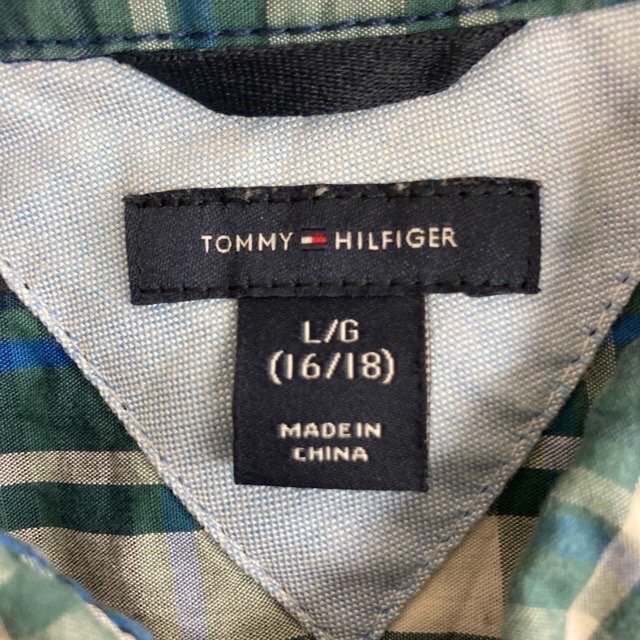 TOMMY HILFIGER
L/G
(16/18)
MADE IN
CHINA